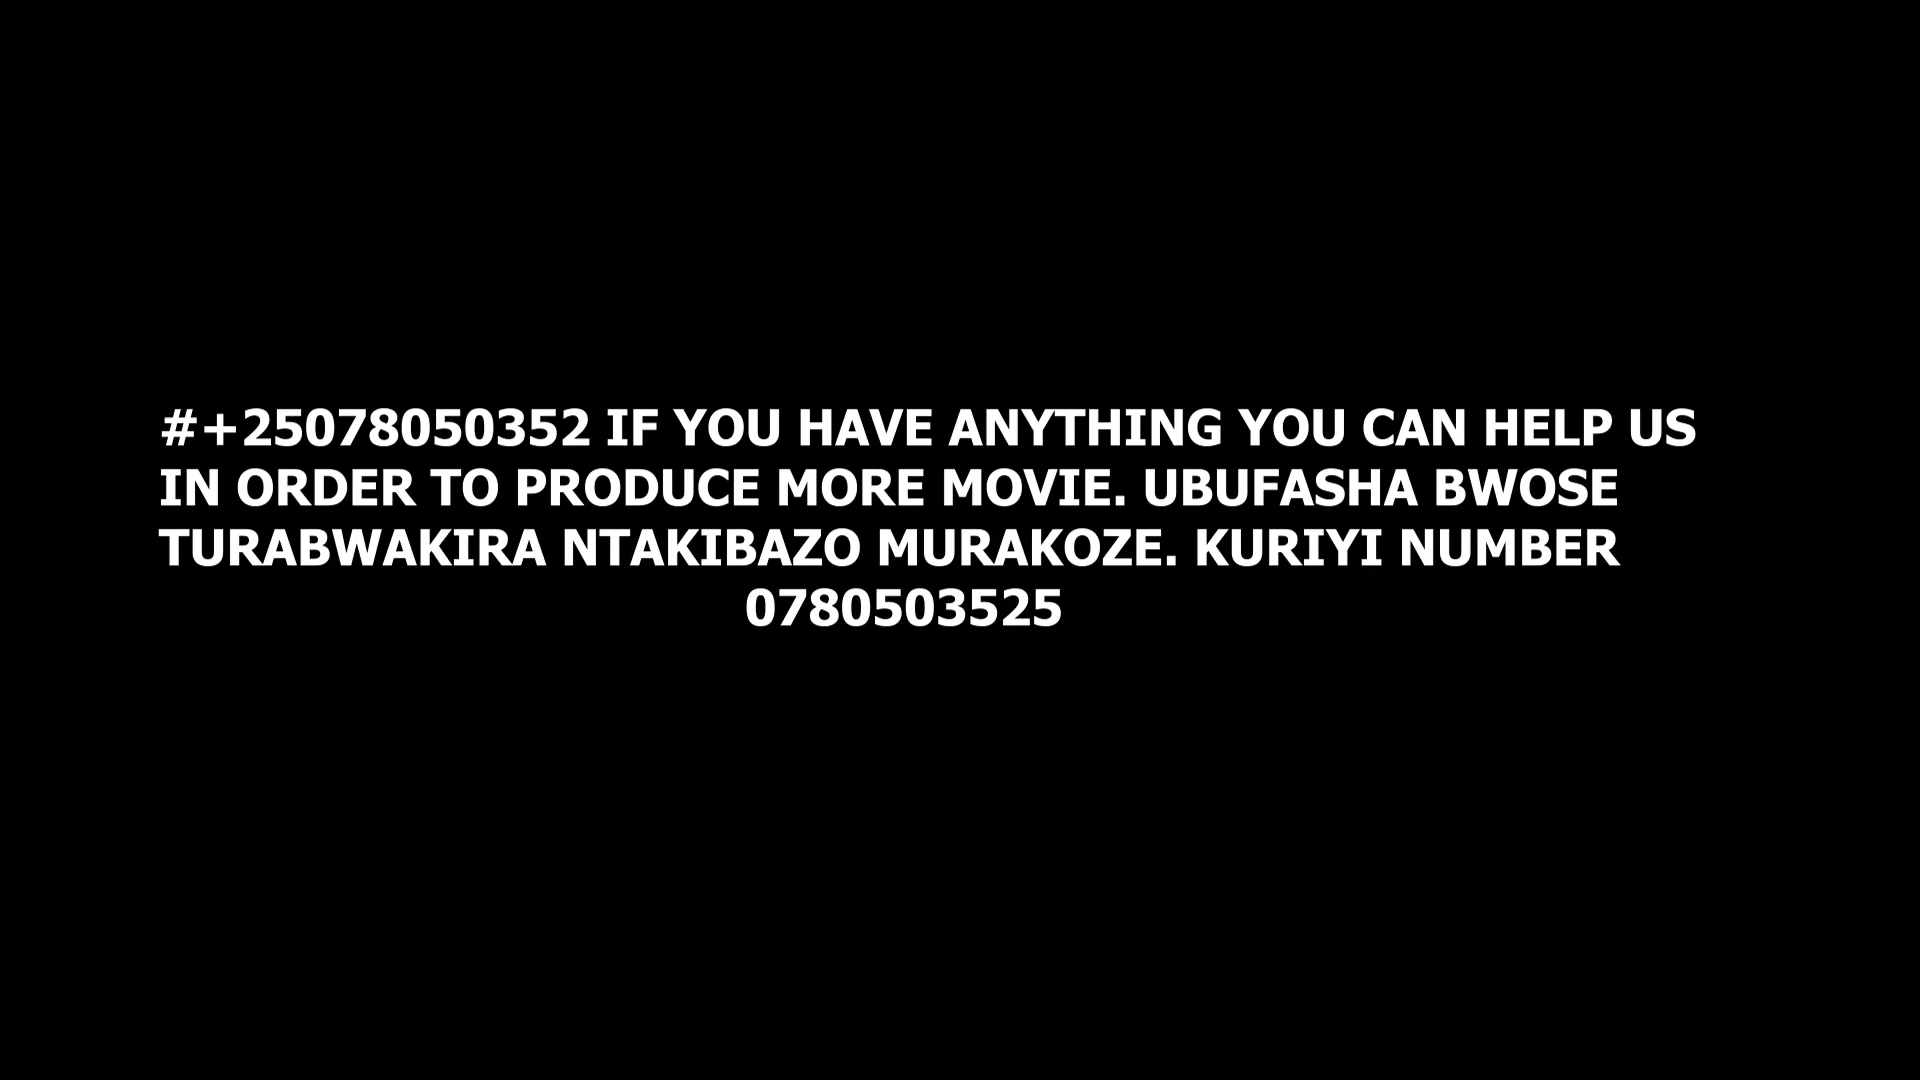 #+25078050352 IF YOU HAVE ANYTHING YOU CAN HELP US
IN ORDER TO PRODUCE MORE MOVIE. UBUFASHA BWOSE
TURABWAKIRA NTAKIBAZO MURAKOZE. KURIYI NUMBER
0780503525